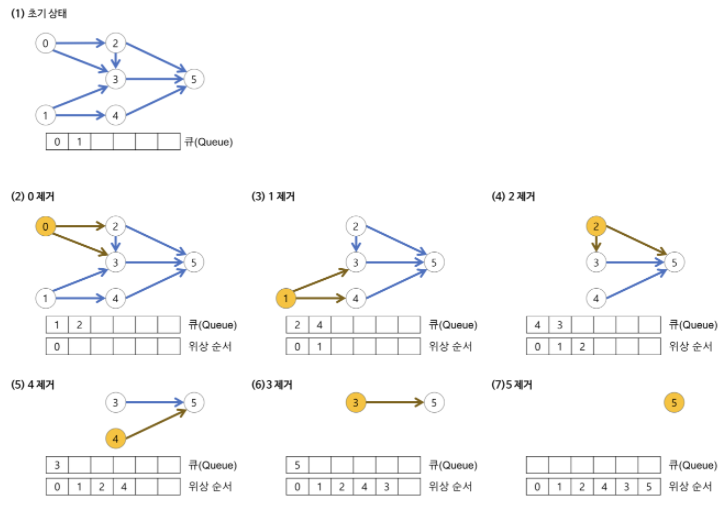 (1) 초기 상태
0 2
3 5
1 4
0 1 큐(Queue)
(2) 0 제거
0 2
3 5
1 4
1 2 큐(Queue)
0 위상 순서
(3) 1 제거
2
3 5
1 4
2 4 큐(Queue)
0 1 위상 순서
(4) 2 제거
2
3 5
4
4 3 큐(Queue)
0 1 2 위상 순서
(5) 4 제거
3 5
4
3 큐(Queue)
0 1 2 4 위상 순서
(6)3 제거
3 5
5 큐(Queue)
0 1 2 4 3 위상 순서
(7)5 제거
5
큐(Queue)
0 1 2 4 3 5 위상 순서